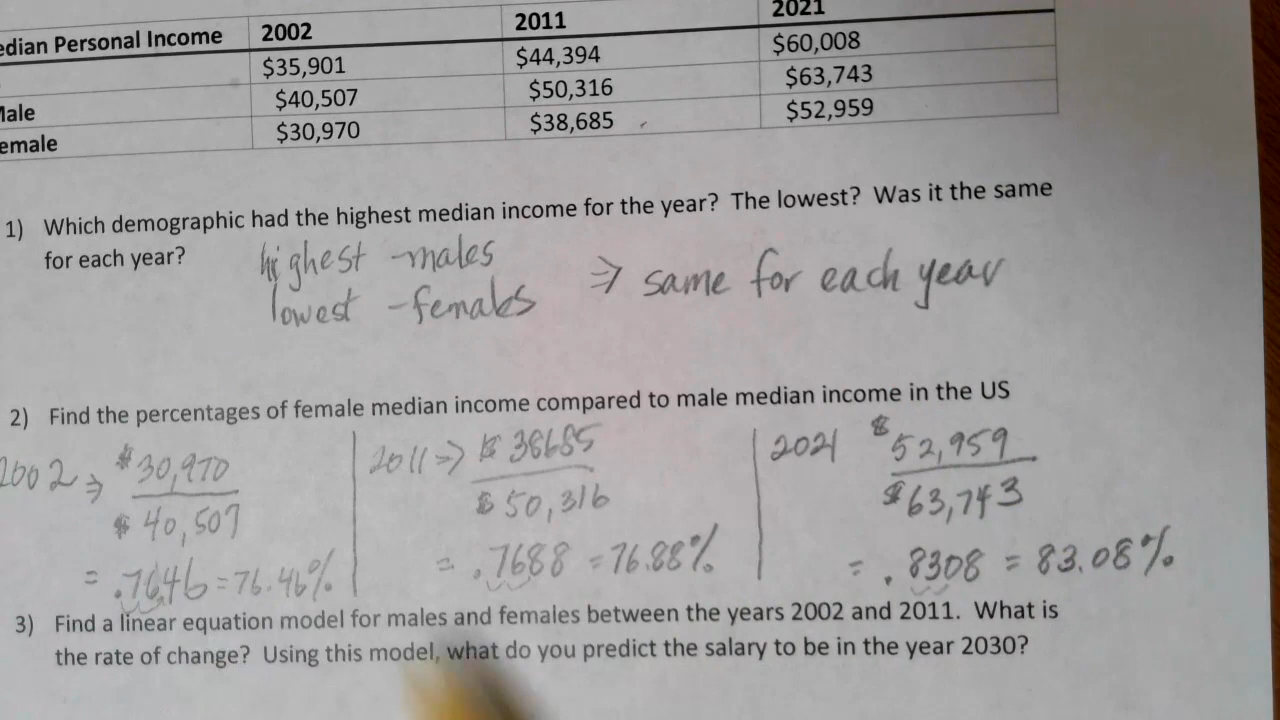 edian Personal Income 2002 2011 2021
$35,901 $44,394 $60,008
Male $40,507 $50,316 $63,743
emale $30,970 $38,685 $52,959
1) Which demographic had the highest median income for the year? The lowest? Was it the same
for each year?
highest - males
lowest - females ⇒ same for each year
2) Find the percentages of female median income compared to male median income in the US
2002 ⇒ $30,970 / $40,507
= .7646 = 76.46%
2011 ⇒ $38685 / $50,316
= .7688 = 76.88%
2021 $52,959 / $63,743
= .8308 = 83.08%
3) Find a linear equation model for males and females between the years 2002 and 2011. What is
the rate of change? Using this model, what do you predict the salary to be in the year 2030?